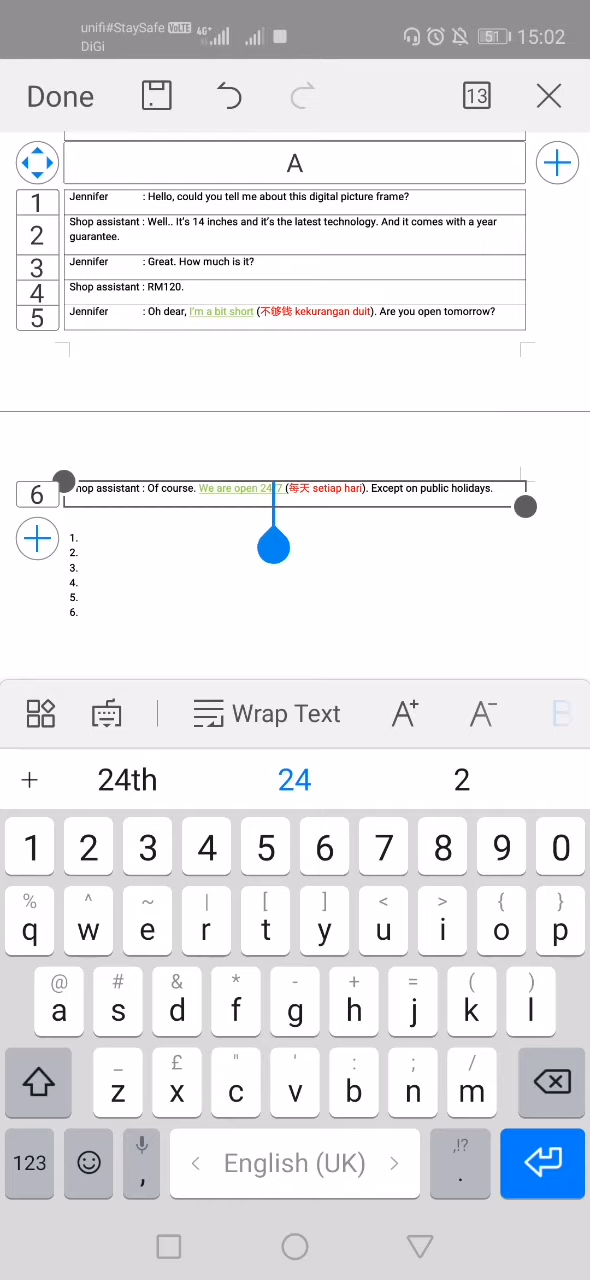 unifi#StaySafe VoLTE 4G+ 51 15:02
DiGi
Done 13
A
1 Jennifer : Hello, could you tell me about this digital picture frame?
2 Shop assistant : Well.. It's 14 inches and it's the latest technology. And it comes with a year
guarantee.
3 Jennifer : Great. How much is it?
4 Shop assistant : RM120.
5 Jennifer : Oh dear, I'm a bit short (不够钱 kekurangan duit). Are you open tomorrow?
6 hop assistant : Of course. We are open 24/7 (每天 setiap hari). Except on public holidays.
1.
2.
3.
4.
5.
6.
Wrap Text A+ A- B
+ 24th 24 2
1 2 3 4 5 6 7 8 9 0
% ^ ~ | [ ] < > { }
q w e r t y u i o p
@ # & * - + = ( )
a s d f g h j k l
_ £ " ' : ; /
z x c v b n m
123 , < English (UK) > ,!? .